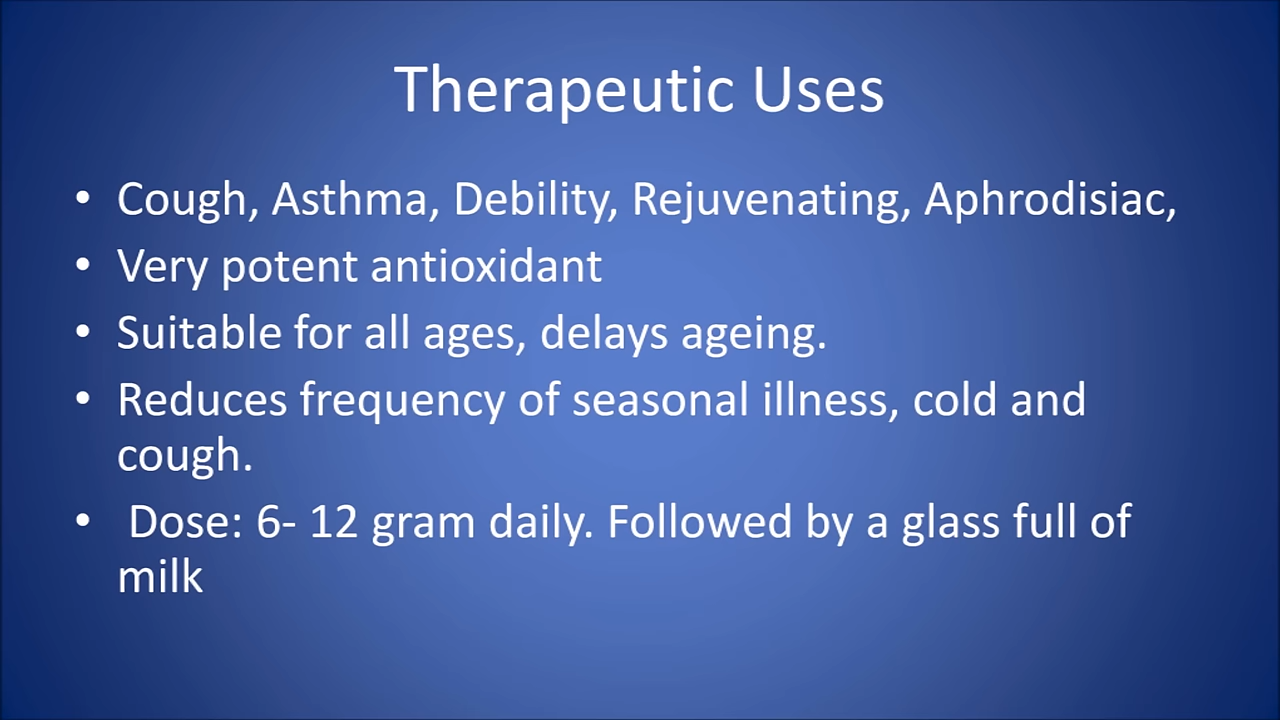 Therapeutic Uses
• Cough, Asthma, Debility, Rejuvenating, Aphrodisiac,
• Very potent antioxidant
• Suitable for all ages, delays ageing.
• Reduces frequency of seasonal illness, cold and
cough.
• Dose: 6- 12 gram daily. Followed by a glass full of
milk